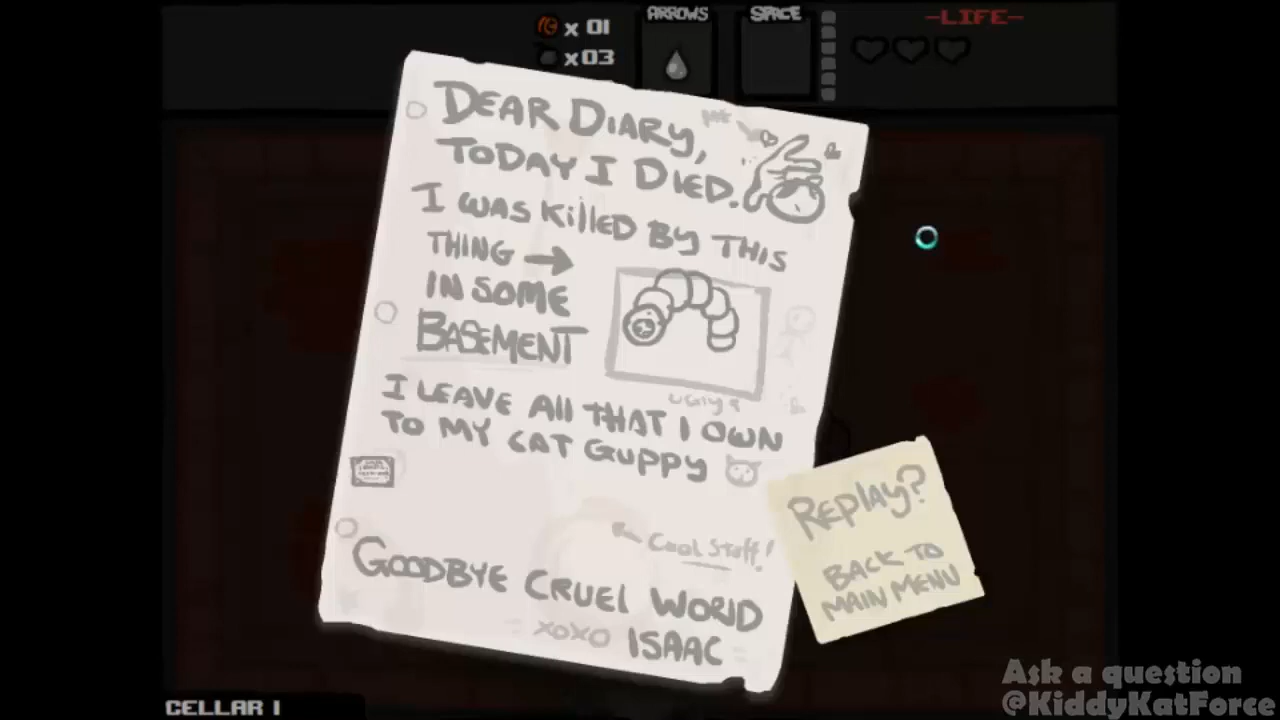 x 01
x03
ARROWS
SPACE
-LIFE-
DEAR DIARY,
TODAY I DIED.
I WAS KILLED BY THIS
THING →
IN SOME
BASEMENT
UGLY
I LEAVE ALL THAT I OWN
TO MY CAT GUPPY
COOL STUFF!
GOODBYE CRUEL WORLD
XOXO ISAAC
REPLAY?
BACK TO
MAIN MENU
CELLAR I
Ask a question
@KiddyKatForce